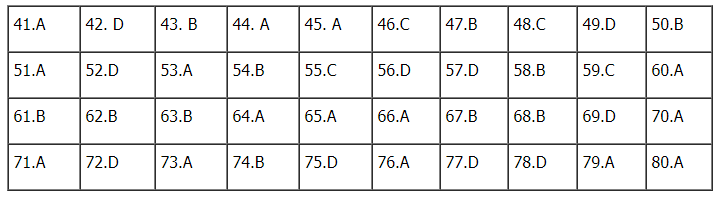 41.A 42. D 43. B 44. A 45. A 46.C 47.B 48.C 49.D 50.B
51.A 52.D 53.A 54.B 55.C 56.D 57.D 58.B 59.C 60.A
61.B 62.B 63.B 64.A 65.A 66.A 67.B 68.B 69.D 70.A
71.A 72.D 73.A 74.B 75.D 76.A 77.D 78.D 79.A 80.A